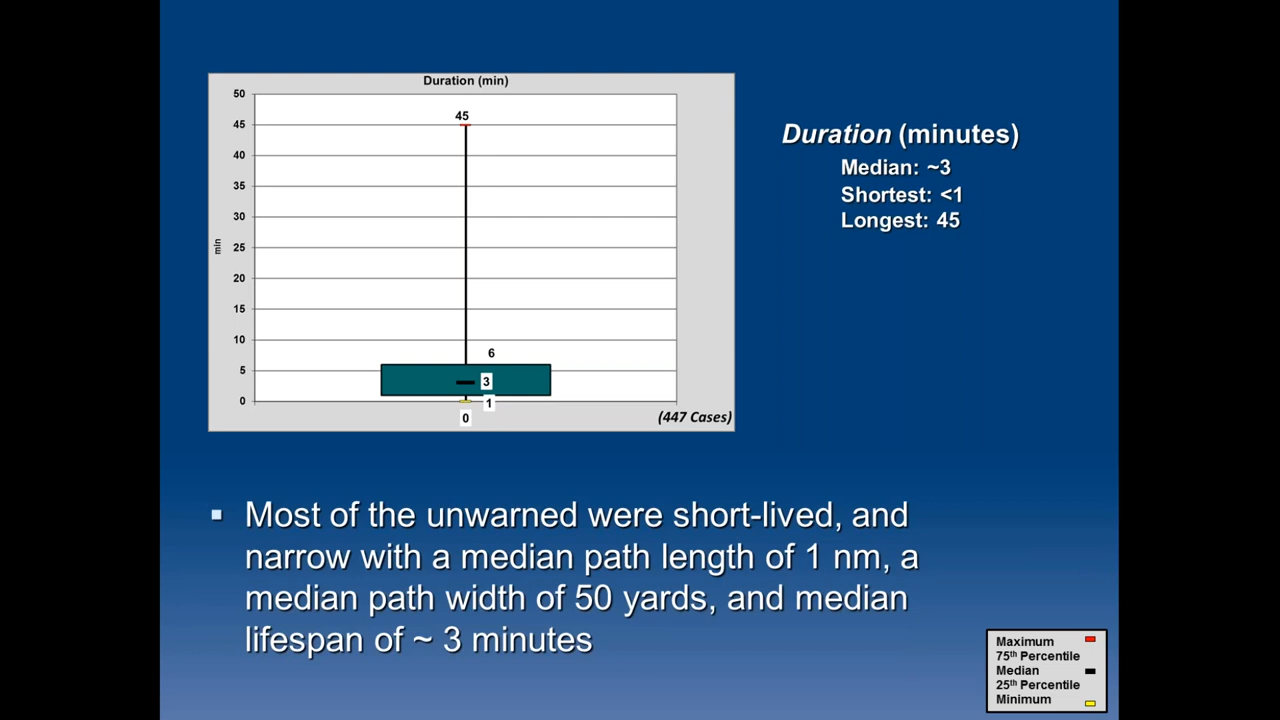 Duration (min)
50
45
40
35
30
25
20
15
10
5
0
min
45
6
3
1
0
(447 Cases)
Duration (minutes)
Median: ~3
Shortest: <1
Longest: 45
▪ Most of the unwarned were short-lived, and
narrow with a median path length of 1 nm, a
median path width of 50 yards, and median
lifespan of ~ 3 minutes
Maximum
75th Percentile
Median
25th Percentile
Minimum